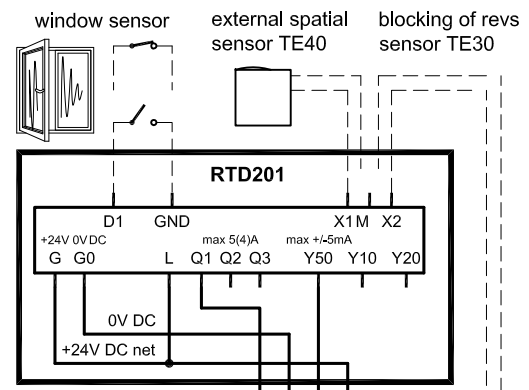 window sensor
external spatial
sensor TE40
blocking of revs
sensor TE30
RTD201
D1 GND X1 M X2
+24V 0V DC max 5(4)A max +/-5mA
G G0 L Q1 Q2 Q3 Y50 Y10 Y20
0V DC
+24V DC net